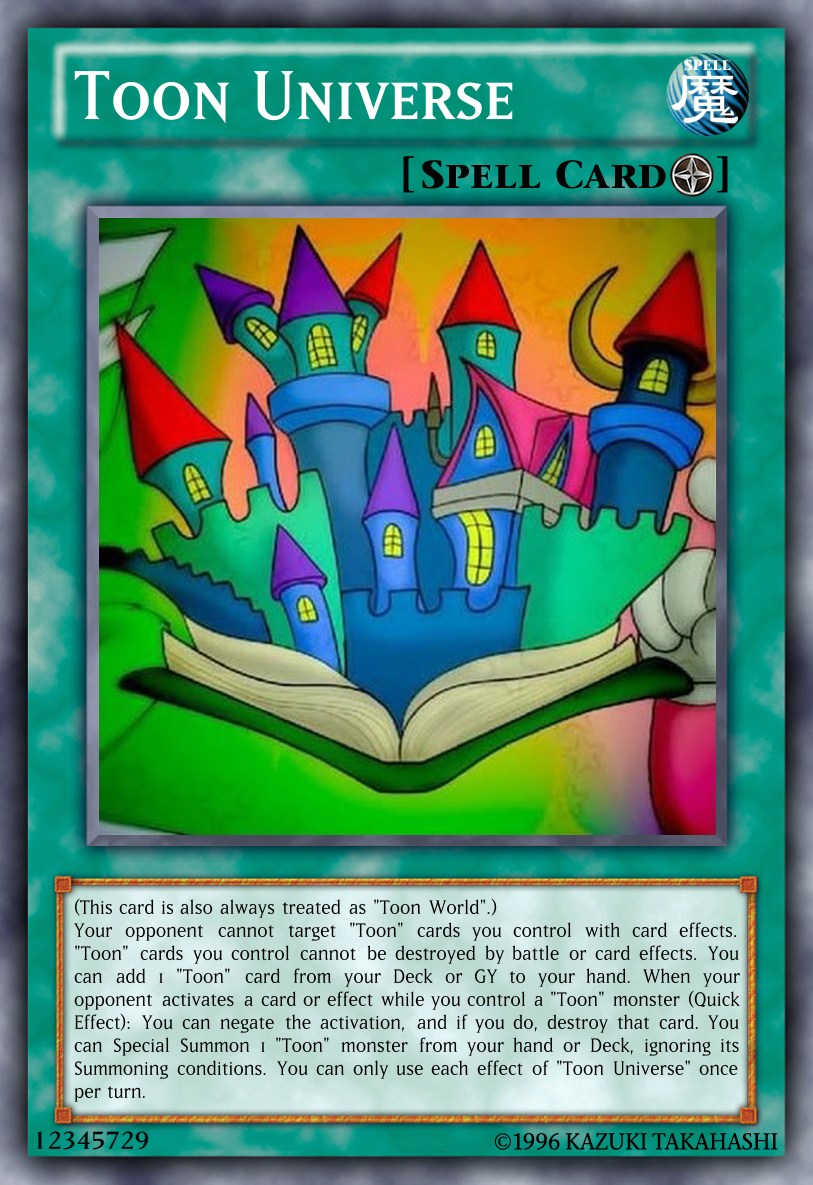 Toon Universe
SPELL
魔
[Spell Card]
(This card is also always treated as "Toon World".)
Your opponent cannot target "Toon" cards you control with card effects.
"Toon" cards you control cannot be destroyed by battle or card effects. You
can add 1 "Toon" card from your Deck or GY to your hand. When your
opponent activates a card or effect while you control a "Toon" monster (Quick
Effect): You can negate the activation, and if you do, destroy that card. You
can Special Summon 1 "Toon" monster from your hand or Deck, ignoring its
Summoning conditions. You can only use each effect of "Toon Universe" once
per turn.
12345729
©1996 KAZUKI TAKAHASHI